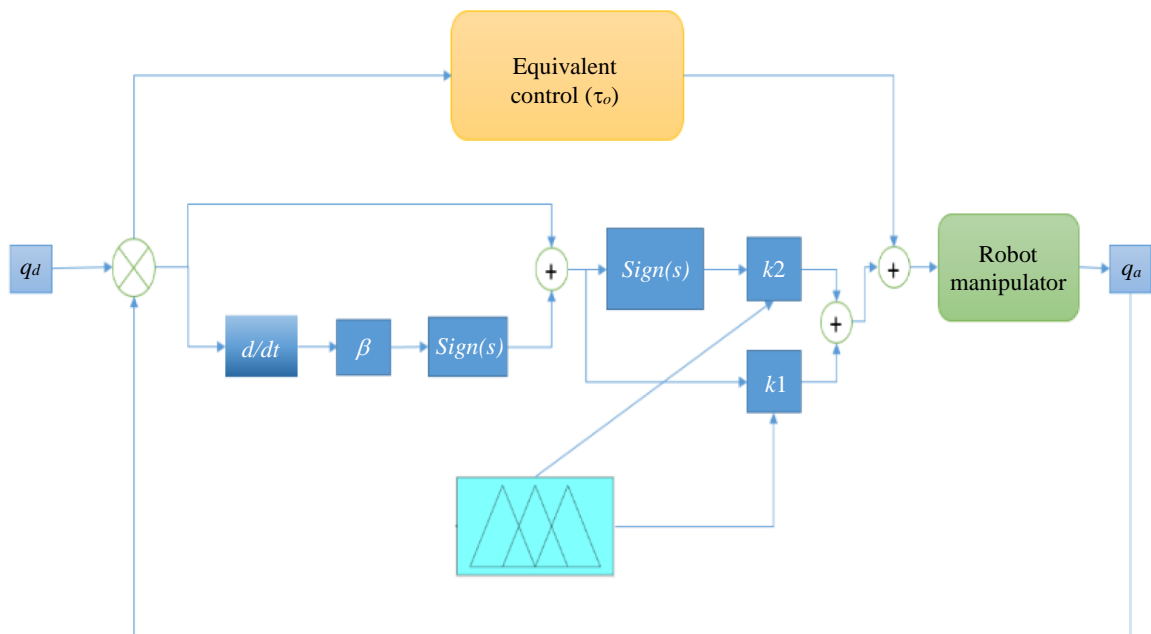 Equivalent
control (τo)
qd
+
Sign(s)
k2
+
Robot
manipulator
qa
+
d/dt
β
Sign(s)
k1